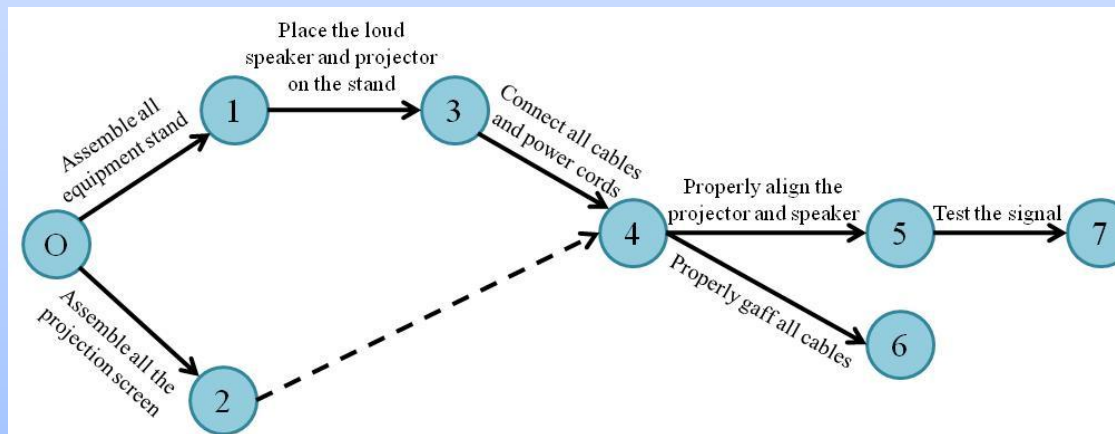 Place the loud
speaker and projector
on the stand
Assemble all
equipment stand
1
3
Connect all cables
and power cords
O
Assemble all the
projection screen
2
4
Properly align the
projector and speaker
5
Test the signal
7
Properly gaff all cables
6